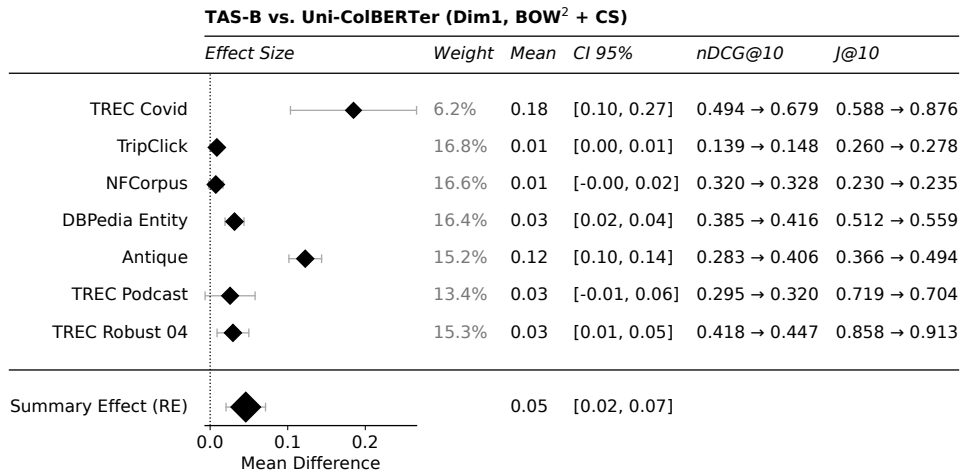 TAS-B vs. Uni-ColBERTer (Dim1, BOW² + CS)
Effect Size Weight Mean CI 95% nDCG@10 J@10
TREC Covid 6.2% 0.18 [0.10, 0.27] 0.494 → 0.679 0.588 → 0.876
TripClick 16.8% 0.01 [0.00, 0.01] 0.139 → 0.148 0.260 → 0.278
NFCorpus 16.6% 0.01 [-0.00, 0.02] 0.320 → 0.328 0.230 → 0.235
DBPedia Entity 16.4% 0.03 [0.02, 0.04] 0.385 → 0.416 0.512 → 0.559
Antique 15.2% 0.12 [0.10, 0.14] 0.283 → 0.406 0.366 → 0.494
TREC Podcast 13.4% 0.03 [-0.01, 0.06] 0.295 → 0.320 0.719 → 0.704
TREC Robust 04 15.3% 0.03 [0.01, 0.05] 0.418 → 0.447 0.858 → 0.913
Summary Effect (RE) 0.05 [0.02, 0.07]
0.0 0.1 0.2
Mean Difference